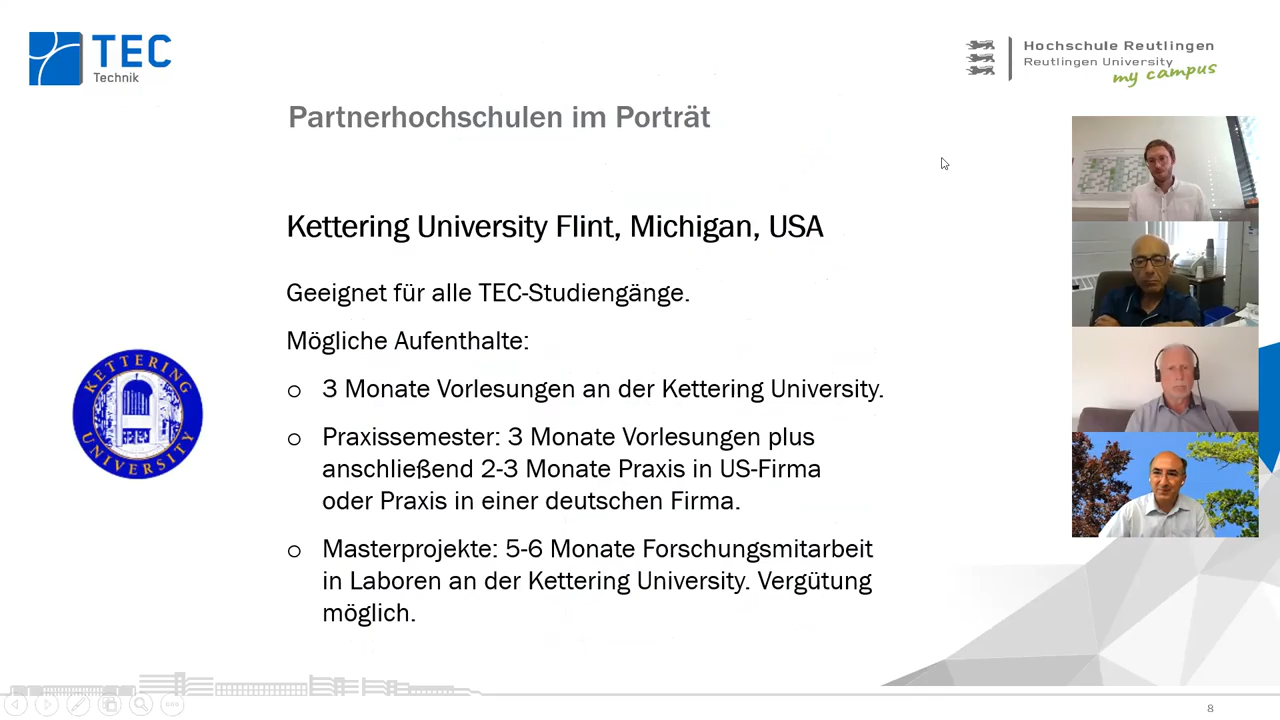 TEC
Technik
Hochschule Reutlingen
Reutlingen University
my campus
Partnerhochschulen im Porträt
Kettering University Flint, Michigan, USA
Geeignet für alle TEC-Studiengänge.
Mögliche Aufenthalte:
o 3 Monate Vorlesungen an der Kettering University.
o Praxissemester: 3 Monate Vorlesungen plus
anschließend 2-3 Monate Praxis in US-Firma
oder Praxis in einer deutschen Firma.
o Masterprojekte: 5-6 Monate Forschungsmitarbeit
in Laboren an der Kettering University. Vergütung
möglich.
KETTERING
UNIVERSITY
8